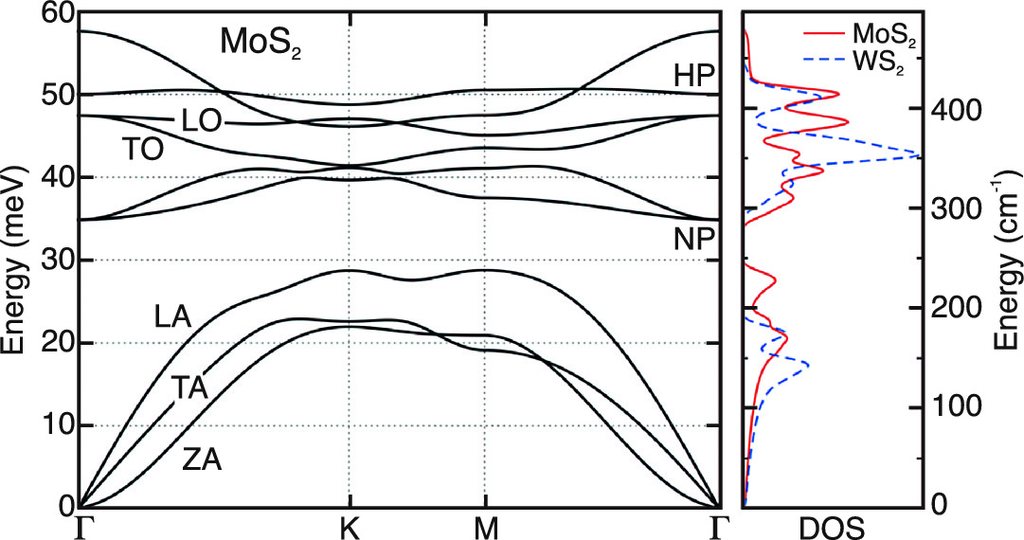 60
50
40
30
20
10
0
Energy (meV)
MoS₂
HP
LO
TO
NP
LA
TA
ZA
Γ
K
M
Γ
MoS₂
WS₂
400
300
200
100
0
Energy (cm⁻¹)
DOS